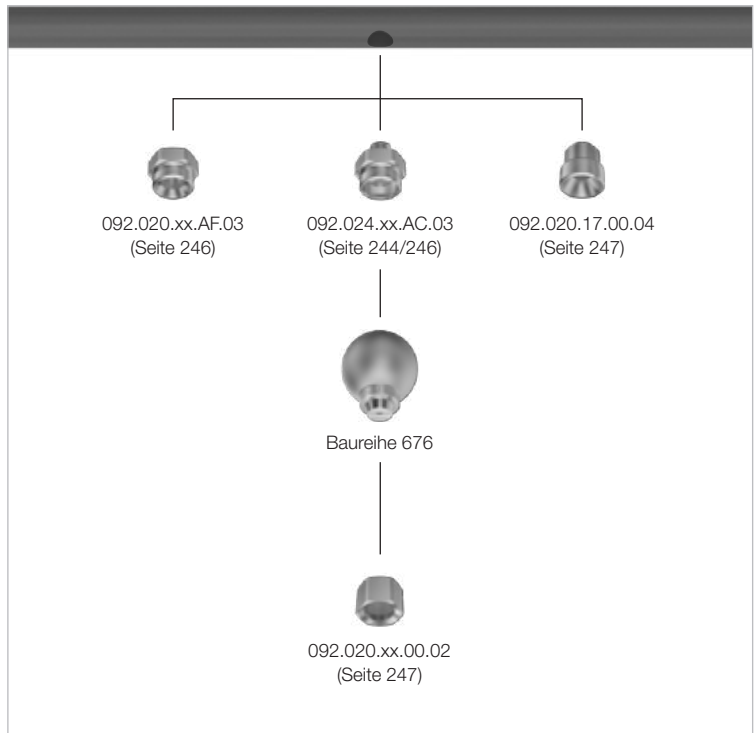 092.020.xx.AF.03
(Seite 246)
092.024.xx.AC.03
(Seite 244/246)
092.020.17.00.04
(Seite 247)
Baureihe 676
092.020.xx.00.02
(Seite 247)